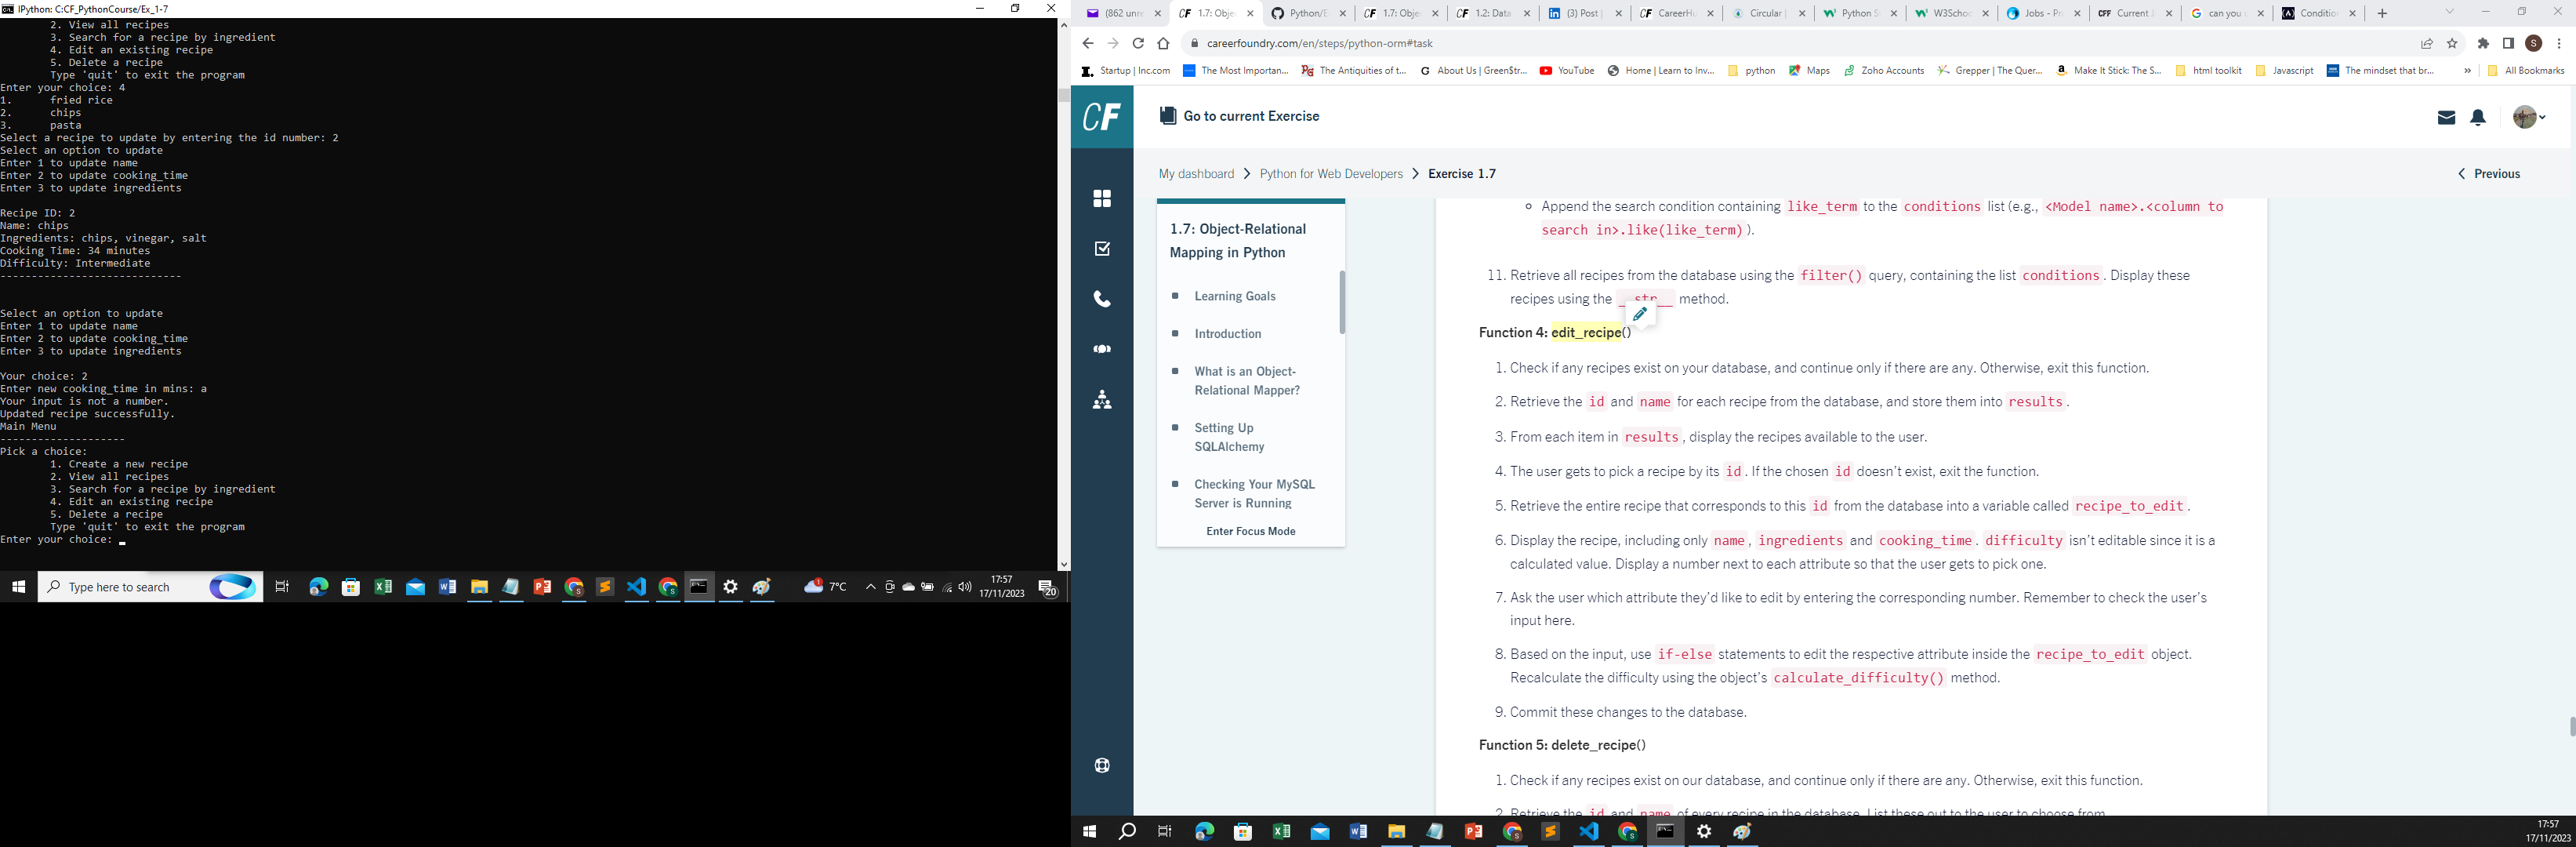 IPython: C:CF_PythonCourse/Ex_1-7
2. View all recipes
3. Search for a recipe by ingredient
4. Edit an existing recipe
5. Delete a recipe
Type 'quit' to exit the program
Enter your choice: 4
1. fried rice
2. chips
3. pasta
Select a recipe to update by entering the id number: 2
Select an option to update
Enter 1 to update name
Enter 2 to update cooking_time
Enter 3 to update ingredients
Recipe ID: 2
Name: chips
Ingredients: chips, vinegar, salt
Cooking Time: 34 minutes
Difficulty: Intermediate
-----------------------------
Select an option to update
Enter 1 to update name
Enter 2 to update cooking_time
Enter 3 to update ingredients
Your choice: 2
Enter new cooking_time in mins: a
Your input is not a number.
Updated recipe successfully.
Main Menu
--------------------
Pick a choice:
1. Create a new recipe
2. View all recipes
3. Search for a recipe by ingredient
4. Edit an existing recipe
5. Delete a recipe
Type 'quit' to exit the program
Enter your choice: _
Type here to search
7°C
17:57
17/11/2023
20
(862 unre
1.7: Obje
Python/E
1.7: Obje
1.2: Data
(3) Post |
CareerHu
Circular |
Python S
W3Schoo
Jobs - Pr
Current J
can you
Conditio
careerfoundry.com/en/steps/python-orm#task
Startup | Inc.com
The Most Importan...
The Antiquities of t...
About Us | Green$tr...
YouTube
Home | Learn to Inv...
python
Maps
Zoho Accounts
Grepper | The Quer...
Make It Stick: The S...
html toolkit
Javascript
The mindset that br...
»
All Bookmarks
CF
Go to current Exercise
My dashboard > Python for Web Developers > Exercise 1.7
Previous
1.7: Object-Relational
Mapping in Python
Learning Goals
Introduction
What is an Object-
Relational Mapper?
Setting Up
SQLAlchemy
Checking Your MySQL
Server is Running
Enter Focus Mode
Append the search condition containing like_term to the conditions list (e.g., <Model name>.<column to
search in>.like(like_term)).
11. Retrieve all recipes from the database using the filter() query, containing the list conditions. Display these
recipes using the __str__ method.
Function 4: edit_recipe()
1. Check if any recipes exist on your database, and continue only if there are any. Otherwise, exit this function.
2. Retrieve the id and name for each recipe from the database, and store them into results.
3. From each item in results, display the recipes available to the user.
4. The user gets to pick a recipe by its id. If the chosen id doesn't exist, exit the function.
5. Retrieve the entire recipe that corresponds to this id from the database into a variable called recipe_to_edit.
6. Display the recipe, including only name, ingredients and cooking_time. difficulty isn't editable since it is a
calculated value. Display a number next to each attribute so that the user gets to pick one.
7. Ask the user which attribute they'd like to edit by entering the corresponding number. Remember to check the user's
input here.
8. Based on the input, use if-else statements to edit the respective attribute inside the recipe_to_edit object.
Recalculate the difficulty using the object's calculate_difficulty() method.
9. Commit these changes to the database.
Function 5: delete_recipe()
1. Check if any recipes exist on our database, and continue only if there are any. Otherwise, exit this function.
2. Retrieve the id and name of every recipe in the database. List these out to the user to choose from.
17:57
17/11/2023